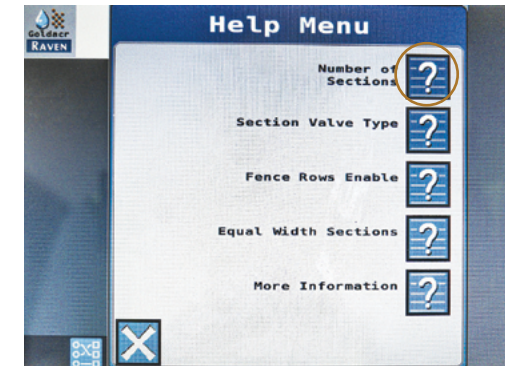 Help Menu
Goldacr
RAVEN
Number of
Sections
Section Valve Type
Fence Rows Enable
Equal Width Sections
More Information